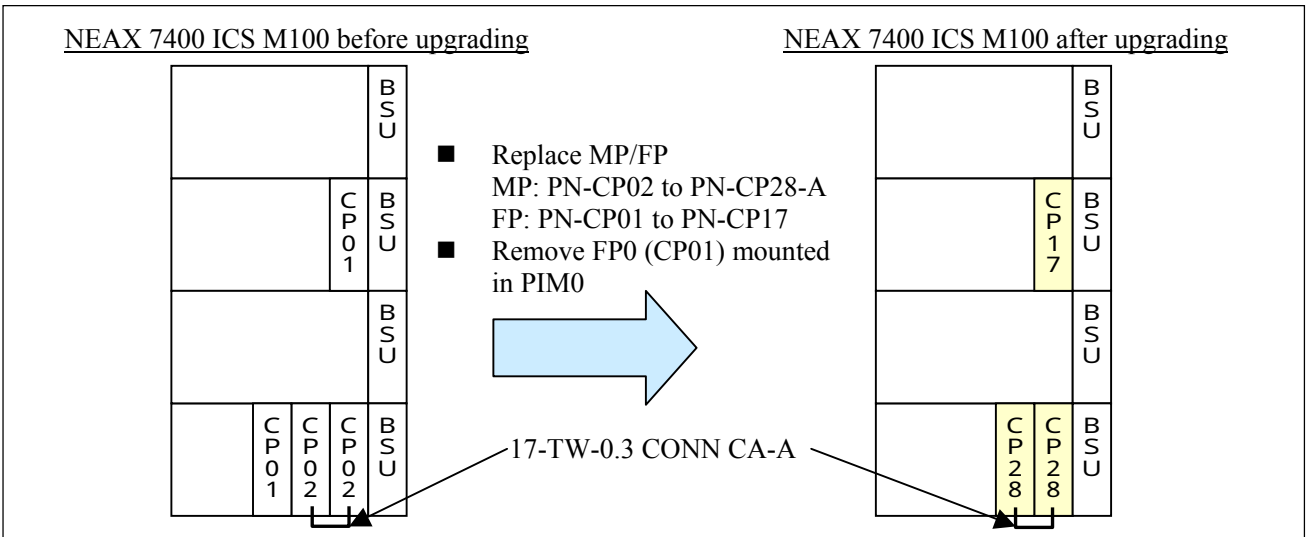 NEAX 7400 ICS M100 before upgrading
BSU
CP01
BSU
BSU
CP01
CP02
CP02
BSU
■ Replace MP/FP
MP: PN-CP02 to PN-CP28-A
FP: PN-CP01 to PN-CP17
■ Remove FP0 (CP01) mounted
in PIM0
17-TW-0.3 CONN CA-A
NEAX 7400 ICS M100 after upgrading
BSU
CP17
BSU
BSU
CP28
CP28
BSU